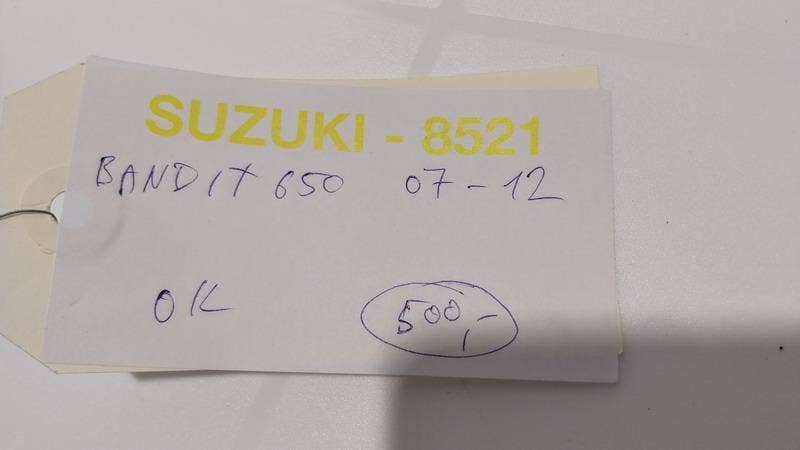 SUZUKI - 8521
BANDIT 650 07-12
OK 500,-